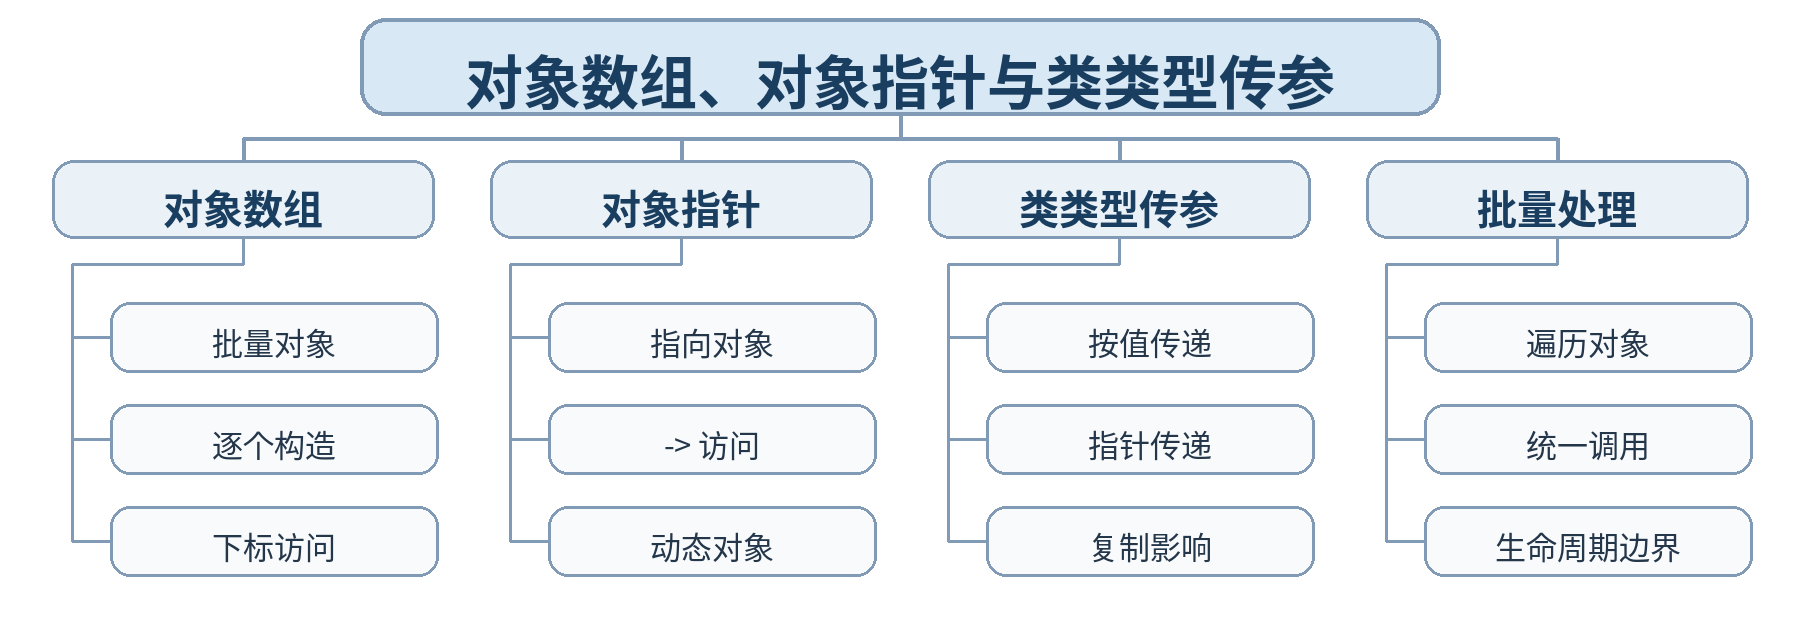 对象数组、对象指针与类类型传参
对象数组
批量对象
逐个构造
下标访问
对象指针
指向对象
-> 访问
动态对象
类类型传参
按值传递
指针传递
复制影响
批量处理
遍历对象
统一调用
生命周期边界